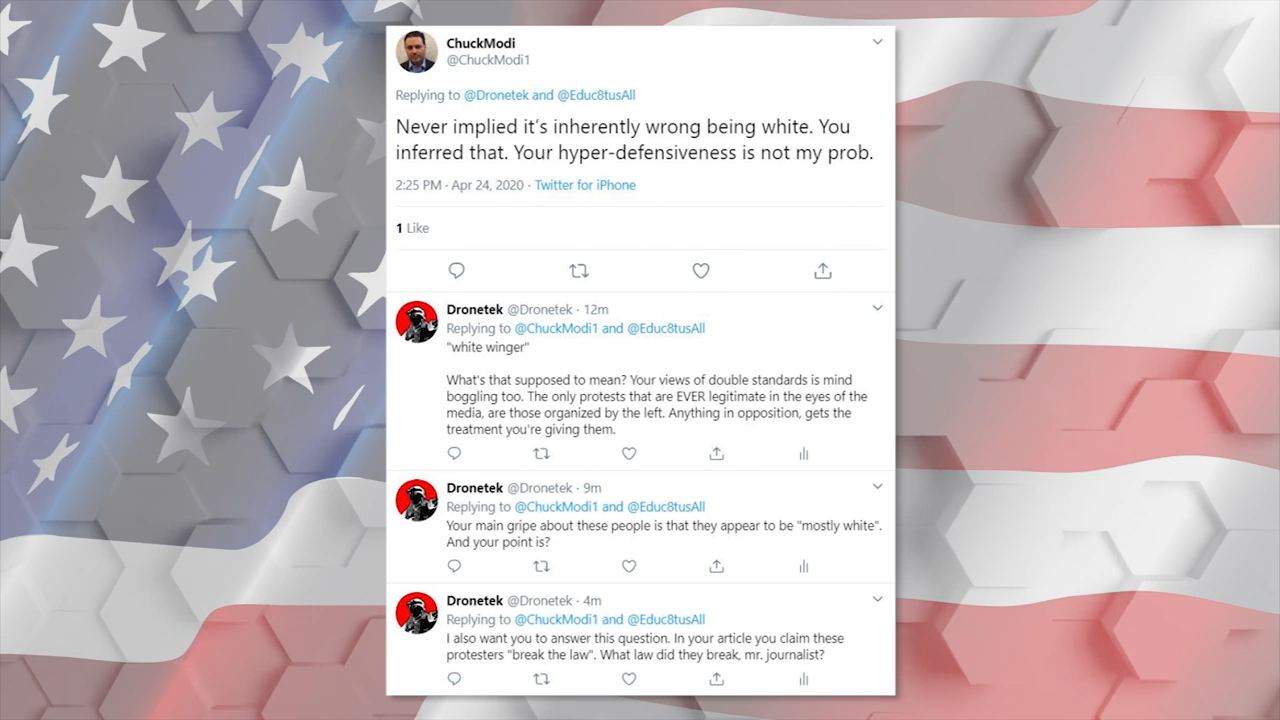 ChuckModi
@ChuckModi1
Replying to @Dronetek and @Educ8tusAll
Never implied it's inherently wrong being white. You
inferred that. Your hyper-defensiveness is not my prob.
2:25 PM · Apr 24, 2020 · Twitter for iPhone
1 Like
Dronetek @Dronetek · 12m
Replying to @ChuckModi1 and @Educ8tusAll
"white winger"
What's that supposed to mean? Your views of double standards is mind
boggling too. The only protests that are EVER legitimate in the eyes of the
media, are those organized by the left. Anything in opposition, gets the
treatment you're giving them.
Dronetek @Dronetek · 9m
Replying to @ChuckModi1 and @Educ8tusAll
Your main gripe about these people is that they appear to be "mostly white".
And your point is?
Dronetek @Dronetek · 4m
Replying to @ChuckModi1 and @Educ8tusAll
I also want you to answer this question. In your article you claim these
protesters "break the law". What law did they break, mr. journalist?